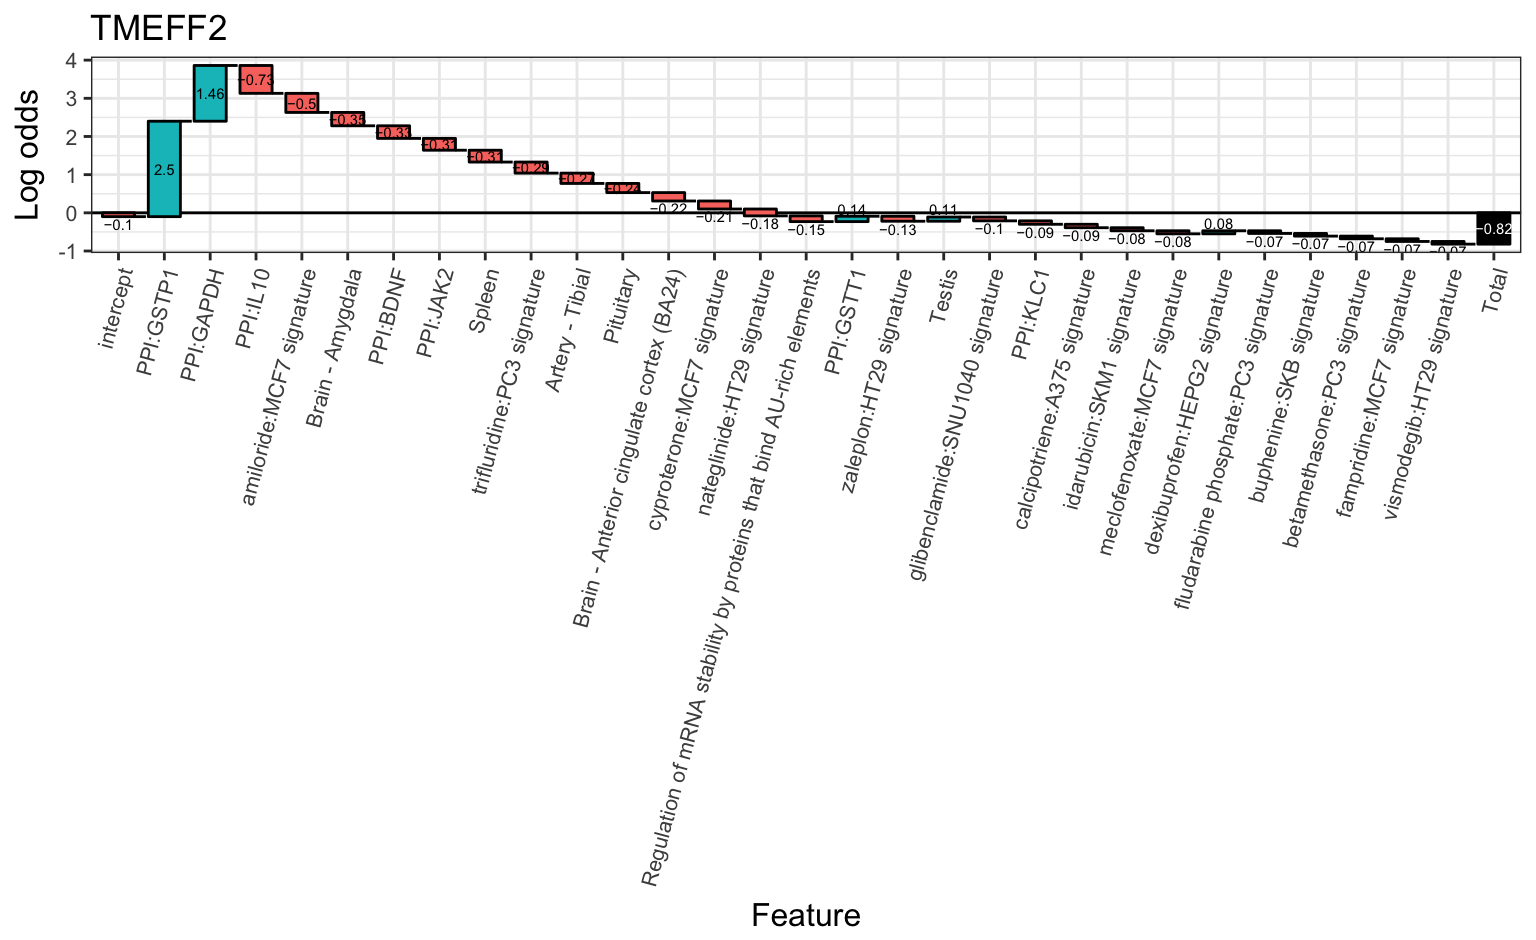 TMEFF2
Log odds
4
3
2
1
0
-1
−0.1
2.5
1.46
−0.73
−0.5
−0.35
−0.33
−0.31
−0.31
−0.29
−0.27
−0.24
−0.22
−0.21
−0.18
−0.15
0.14
−0.13
0.11
−0.1
−0.09
−0.09
−0.08
−0.08
0.08
−0.07
−0.07
−0.07
−0.07
−0.07
−0.82
intercept
PPI:GSTP1
PPI:GAPDH
PPI:IL10
amiloride:MCF7 signature
Brain - Amygdala
PPI:BDNF
PPI:JAK2
Spleen
trifluridine:PC3 signature
Artery - Tibial
Pituitary
Brain - Anterior cingulate cortex (BA24)
cyproterone:MCF7 signature
nateglinide:HT29 signature
Regulation of mRNA stability by proteins that bind AU-rich elements
PPI:GSTT1
zaleplon:HT29 signature
Testis
glibenclamide:SNU1040 signature
PPI:KLC1
calcipotriene:A375 signature
idarubicin:SKM1 signature
meclofenoxate:MCF7 signature
dexibuprofen:HEPG2 signature
fludarabine phosphate:PC3 signature
buphenine:SKB signature
betamethasone:PC3 signature
fampridine:MCF7 signature
vismodegib:HT29 signature
Total
Feature